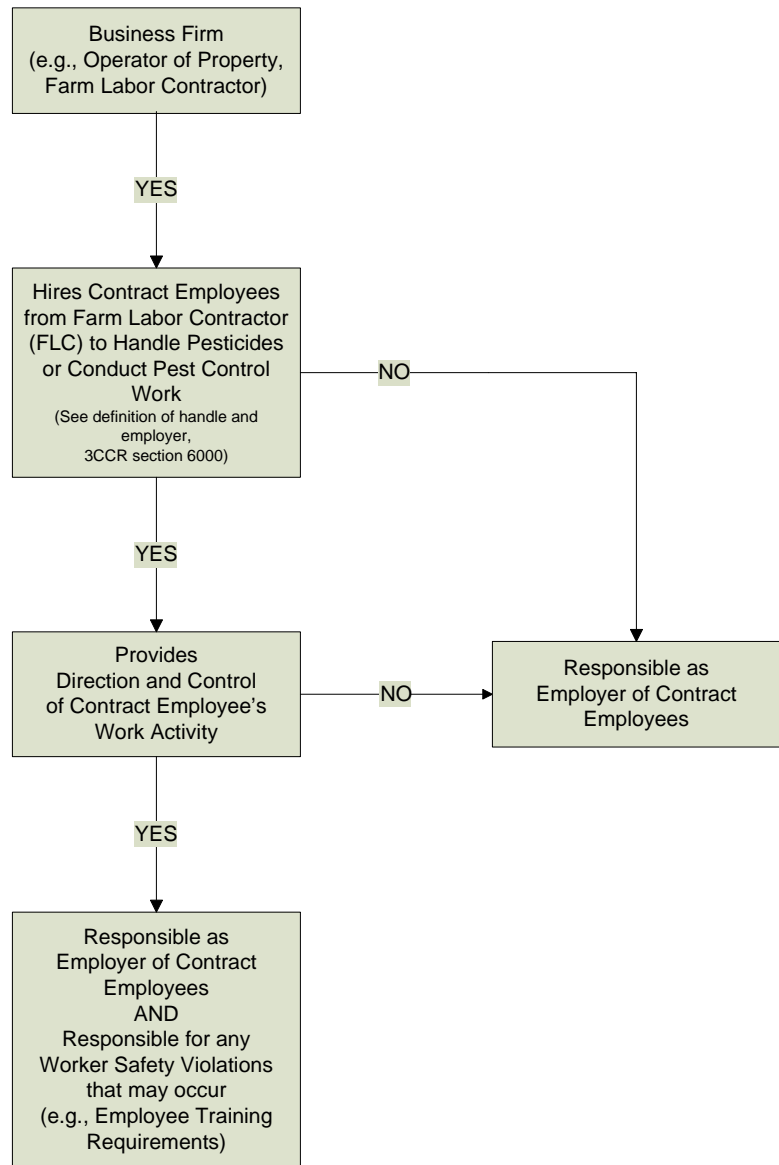 Business Firm
(e.g., Operator of Property,
Farm Labor Contractor)
YES
Hires Contract Employees
from Farm Labor Contractor
(FLC) to Handle Pesticides
or Conduct Pest Control
Work
(See definition of handle and
employer,
3CCR section 6000)
NO
YES
Provides
Direction and Control
of Contract Employee's
Work Activity
NO
Responsible as
Employer of Contract
Employees
YES
Responsible as
Employer of Contract
Employees
AND
Responsible for any
Worker Safety Violations
that may occur
(e.g., Employee Training
Requirements)